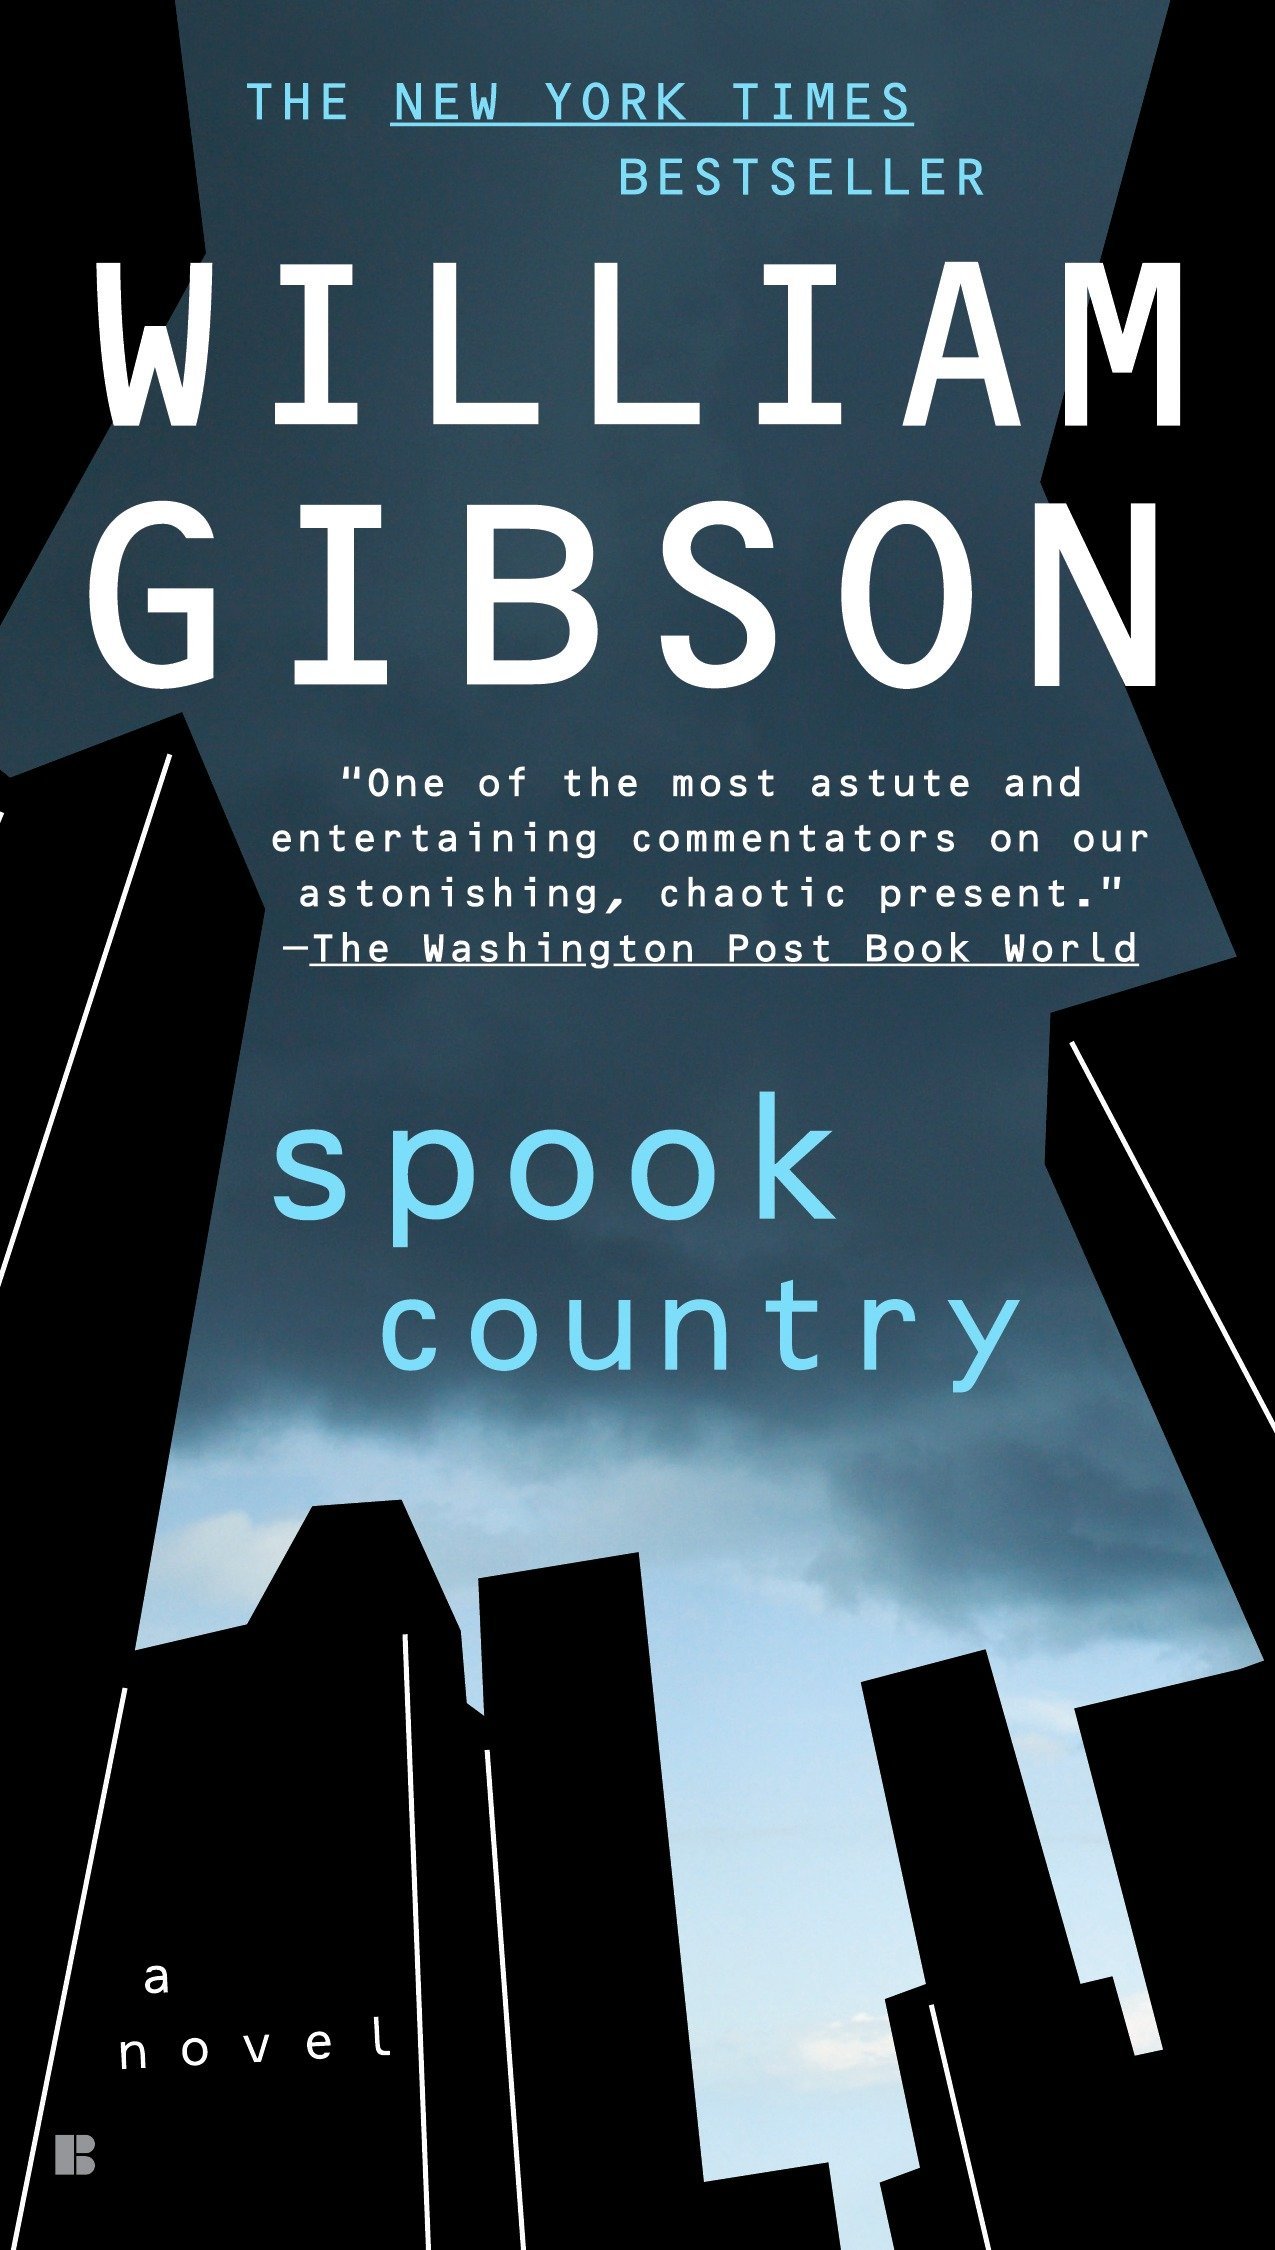 THE NEW YORK TIMES
BESTSELLER
WILLIAM
GIBSON
"One of the most astute and
entertaining commentators on our
astonishing, chaotic present."
—The Washington Post Book World
spook
country
a
novel
B